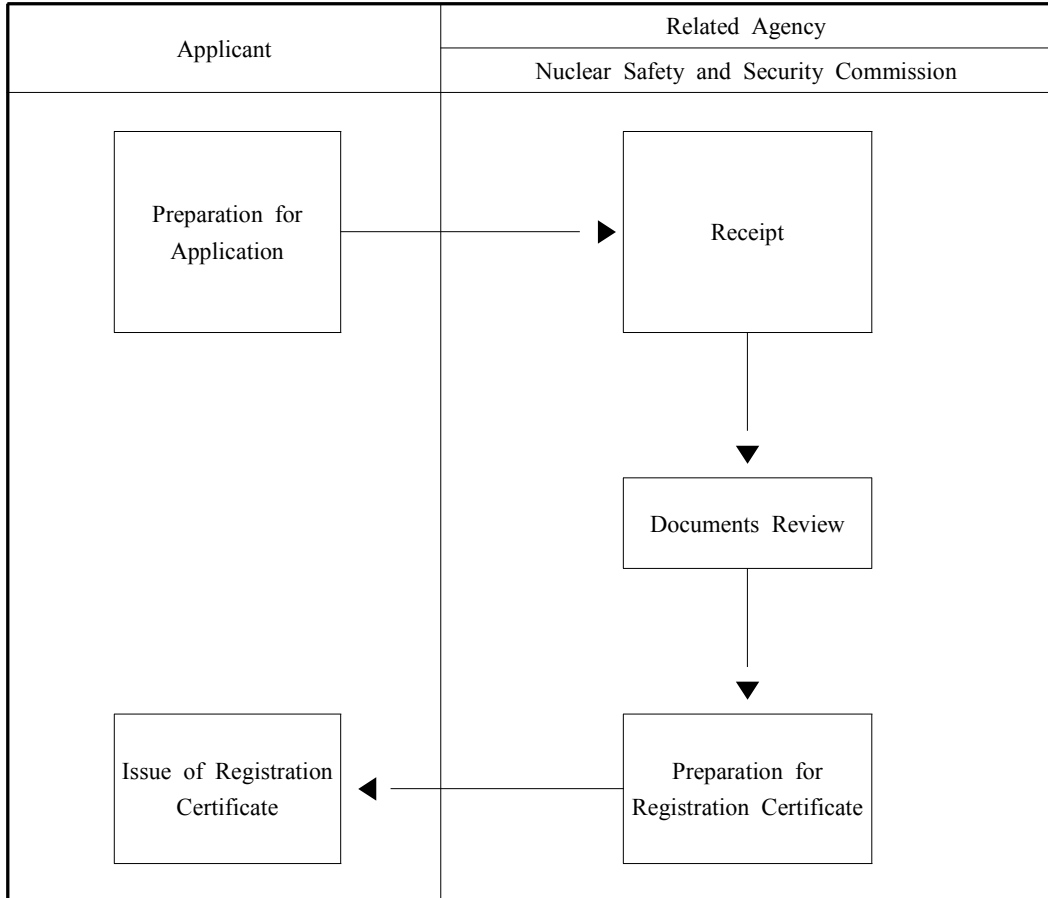 Applicant
Related Agency
Nuclear Safety and Security Commission
Preparation for
Application
Receipt
Documents Review
Issue of Registration
Certificate
Preparation for
Registration Certificate